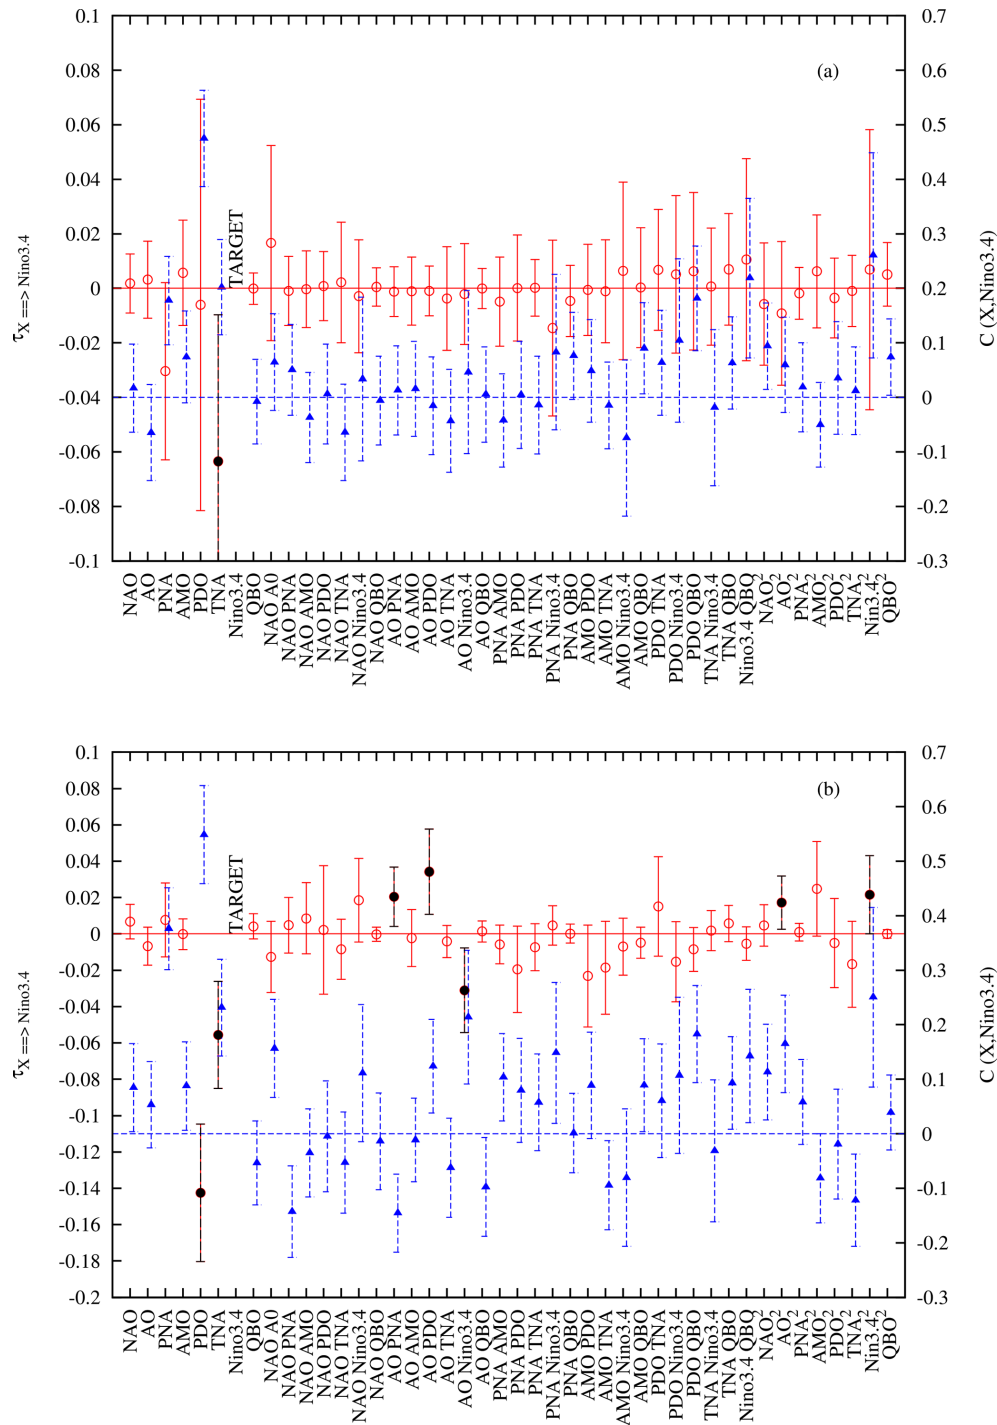 (a)
0.1
0.08
0.06
0.04
0.02
0
-0.02
-0.04
-0.06
-0.08
-0.1
τX ==> Nino3.4
TARGET
0.7
0.6
0.5
0.4
0.3
0.2
0.1
0
-0.1
-0.2
-0.3
C (X,Nino3.4)
NAO
AO
PNA
AMO
PDO
TNA
Nino3.4
QBO
NAO A0
NAO PNA
NAO AMO
NAO PDO
NAO TNA
NAO Nino3.4
NAO QBO
AO PNA
AO AMO
AO PDO
AO TNA
AO Nino3.4
AO QBO
PNA AMO
PNA PDO
PNA TNA
PNA Nino3.4
PNA QBO
AMO PDO
AMO TNA
AMO Nino3.4
AMO QBO
PDO TNA
PDO Nino3.4
PDO QBO
TNA Nino3.4
TNA QBO
Nino3.4 QBQ
NAO²
AO²
PNA²
AMO²
PDO²
TNA²
Nin3.4²
QBO²
(b)
0.1
0.08
0.06
0.04
0.02
0
-0.02
-0.04
-0.06
-0.08
-0.1
-0.12
-0.14
-0.16
-0.18
-0.2
τX ==> Nino3.4
TARGET
0.7
0.6
0.5
0.4
0.3
0.2
0.1
0
-0.1
-0.2
-0.3
C (X,Nino3.4)
NAO
AO
PNA
AMO
PDO
TNA
Nino3.4
QBO
NAO A0
NAO PNA
NAO AMO
NAO PDO
NAO TNA
NAO Nino3.4
NAO QBO
AO PNA
AO AMO
AO PDO
AO TNA
AO Nino3.4
AO QBO
PNA AMO
PNA PDO
PNA TNA
PNA Nino3.4
PNA QBO
AMO PDO
AMO TNA
AMO Nino3.4
AMO QBO
PDO TNA
PDO Nino3.4
PDO QBO
TNA Nino3.4
TNA QBO
Nino3.4 QBQ
NAO²
AO²
PNA²
AMO²
PDO²
TNA²
Nin3.4²
QBO²